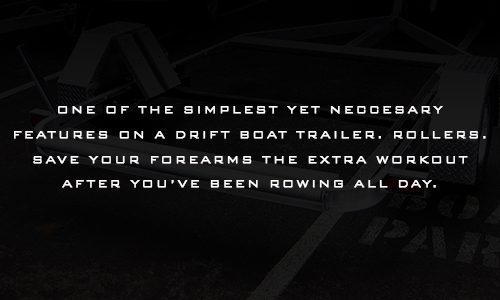 ONE OF THE SIMPLEST YET NECCESARY
FEATURES ON A DRIFT BOAT TRAILER. ROLLERS.
SAVE YOUR FOREARMS THE EXTRA WORKOUT
AFTER YOU'VE BEEN ROWING ALL DAY.